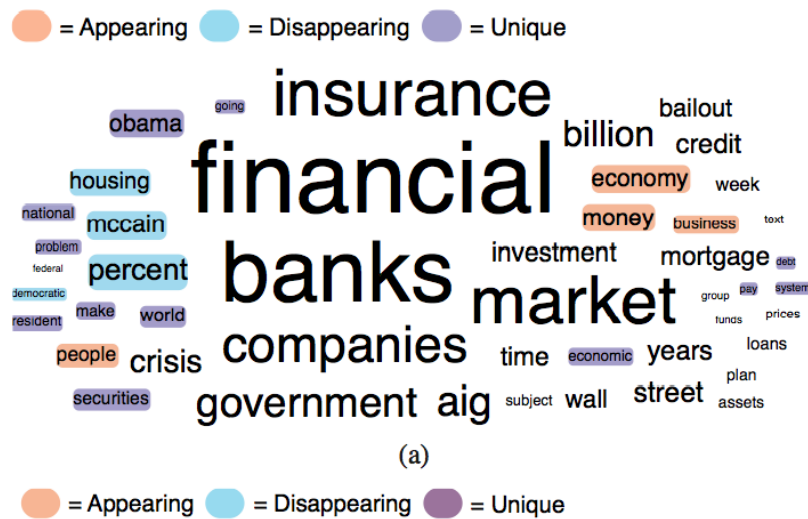 = Appearing = Disappearing = Unique
going
insurance
bailout
obama
billion
credit
financial
housing
economy
week
national
mccain
money
business
text
problem
banks
investment
mortgage
debt
federal
percent
democratic
market
group
pay
system
resident
make
world
funds
prices
people
crisis
companies
time
economic
years
loans
plan
securities
government
aig
subject
wall
street
assets
(a)
= Appearing = Disappearing = Unique